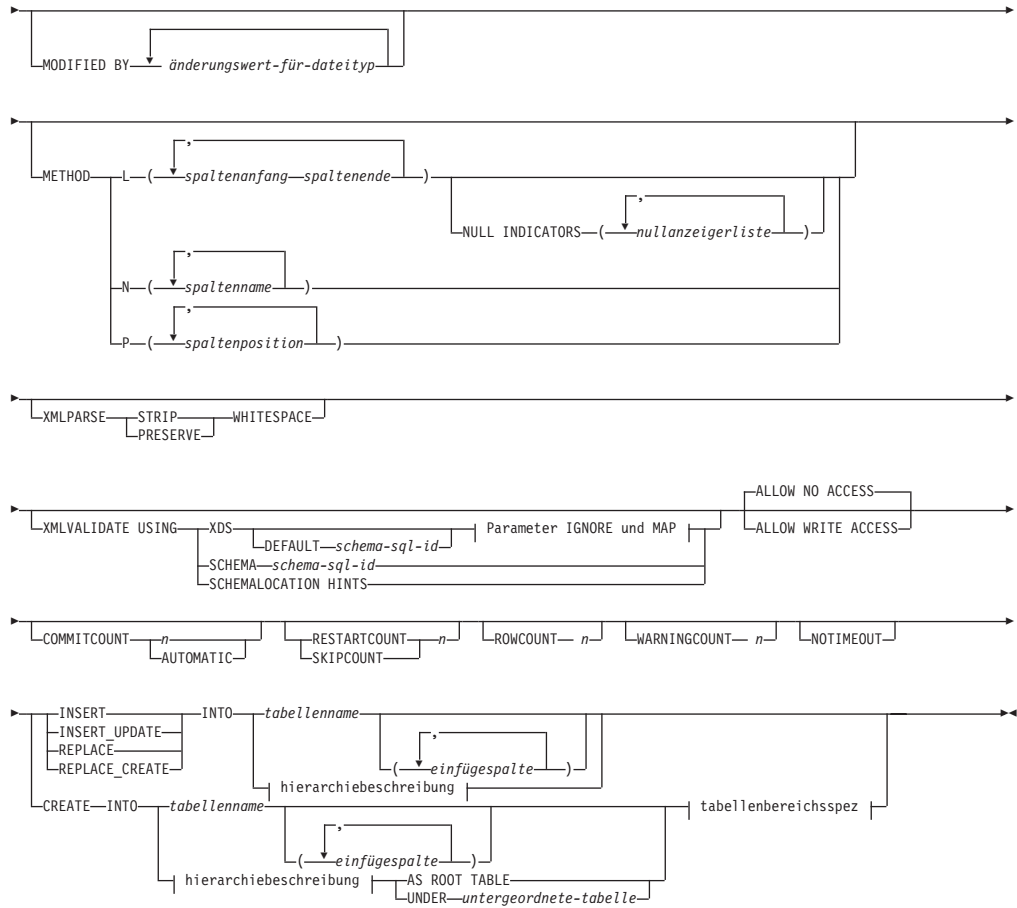 MODIFIED BY änderungswert-für-dateityp
,
METHOD L ( spaltenanfang spaltenende )
,
NULL INDICATORS ( nullanzeigerliste )
,
N ( spaltenname )
,
P ( spaltenposition )
XMLPARSE STRIP WHITESPACE
PRESERVE
ALLOW NO ACCESS
XMLVALIDATE USING XDS Parameter IGNORE und MAP ALLOW WRITE ACCESS
DEFAULT schema-sql-id
SCHEMA schema-sql-id
SCHEMALOCATION HINTS
COMMITCOUNT n RESTARTCOUNT n ROWCOUNT n WARNINGCOUNT n NOTIMEOUT
AUTOMATIC SKIPCOUNT
INSERT INTO tabellenname
INSERT_UPDATE ,
REPLACE
REPLACE_CREATE ( einfügespalte )
hierarchiebeschreibung
CREATE INTO tabellenname tabellenbereichsspez
,
( einfügespalte )
hierarchiebeschreibung AS ROOT TABLE
UNDER untergeordnete-tabelle